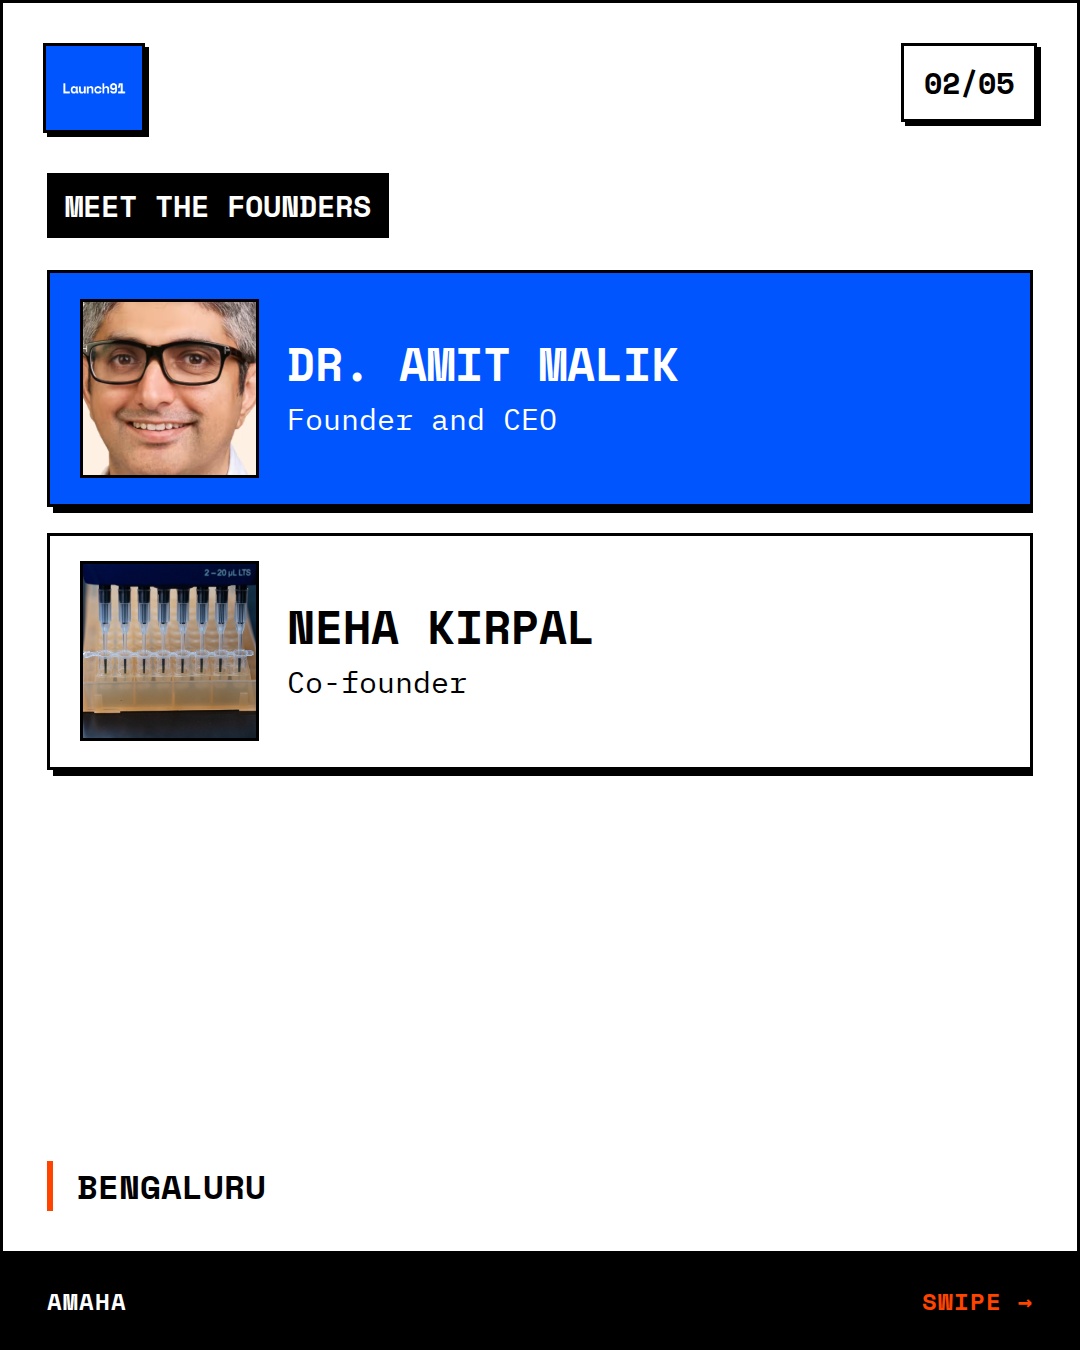 Launch91
02/05
MEET THE FOUNDERS
DR. AMIT MALIK
Founder and CEO
2 – 20 µL LTS
NEHA KIRPAL
Co-founder
BENGALURU
AMAHA
SWIPE →